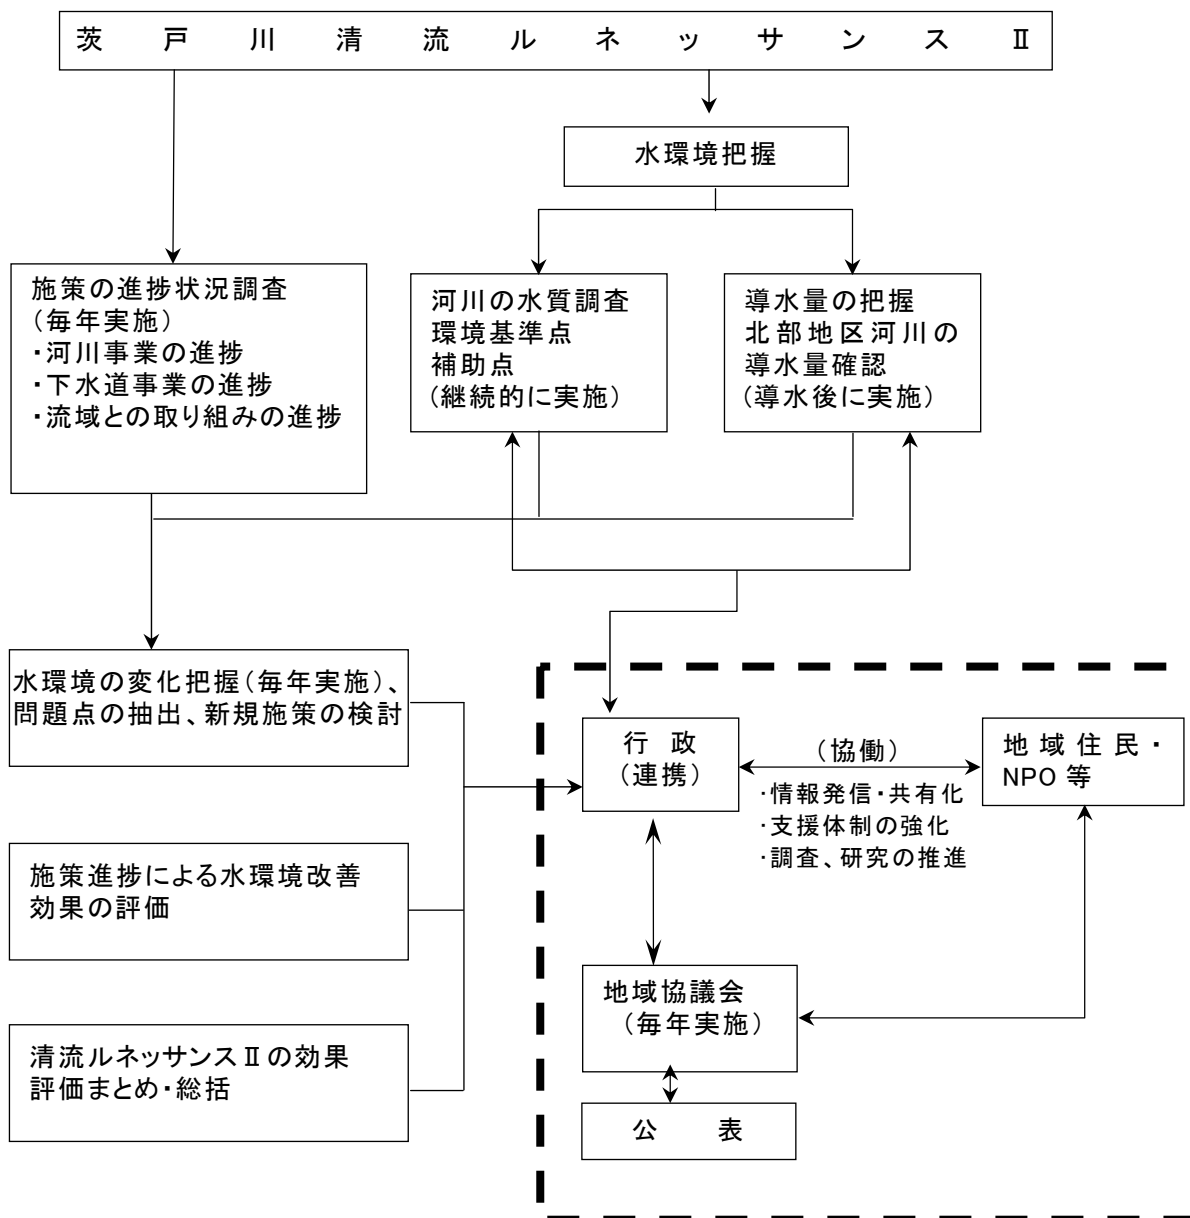 茨戸川清流ルネッサンスⅡ
水環境把握
施策の進捗状況調査
（毎年実施）
・河川事業の進捗
・下水道事業の進捗
・流域との取り組みの進捗
河川の水質調査
環境基準点
補助点
（継続的に実施）
導水量の把握
北部地区河川の
導水量確認
（導水後に実施）
水環境の変化把握（毎年実施）、
問題点の抽出、新規施策の検討
行政
（連携）
（協働）
・情報発信・共有化
・支援体制の強化
・調査、研究の推進
地域住民・
NPO等
施策進捗による水環境改善
効果の評価
地域協議会
（毎年実施）
清流ルネッサンスⅡの効果
評価まとめ・総括
公表